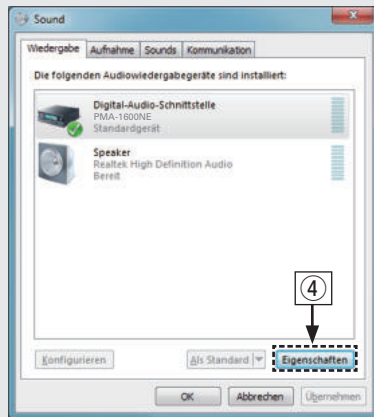 Sound
Wiedergabe Aufnahme Sounds Kommunikation
Die folgenden Audiowiedergabegeräte sind installiert:
Digital-Audio-Schnittstelle
PMA-1600NE
Standardgerät
Speaker
Realtek High Definition Audio
Bereit
④
Konfigurieren Als Standard Eigenschaften
OK Abbrechen Übernehmen